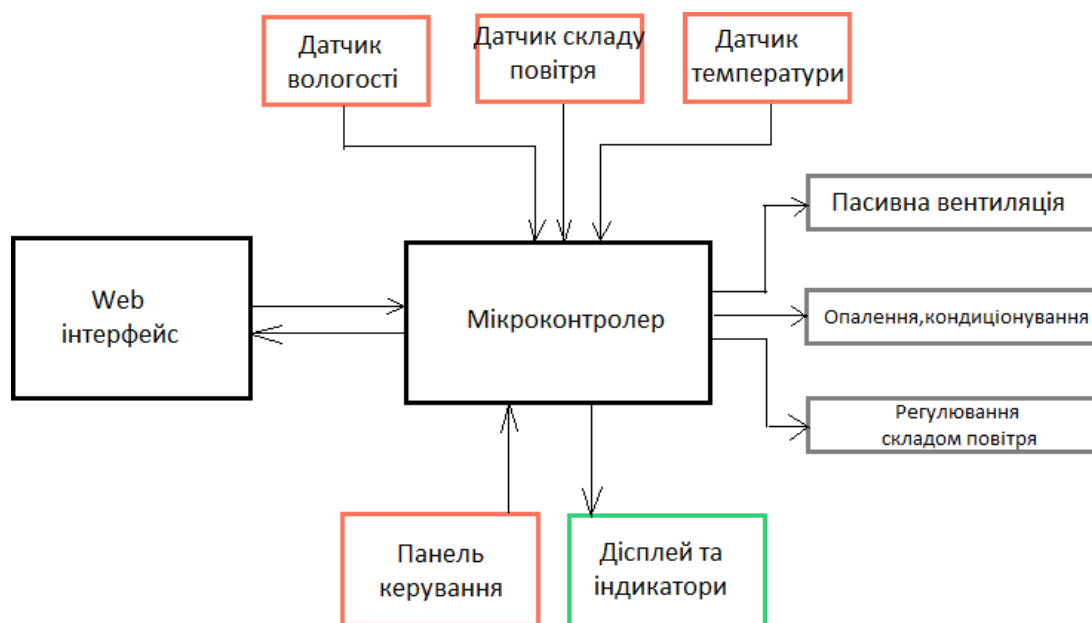 Датчик
вологості
Датчик складу
повітря
Датчик
температури
Пасивна вентиляція
Web
інтерфейс
Мікроконтролер
Опалення,кондиціонування
Регулювання
складом повітря
Панель
керування
Дісплей та
індикатори